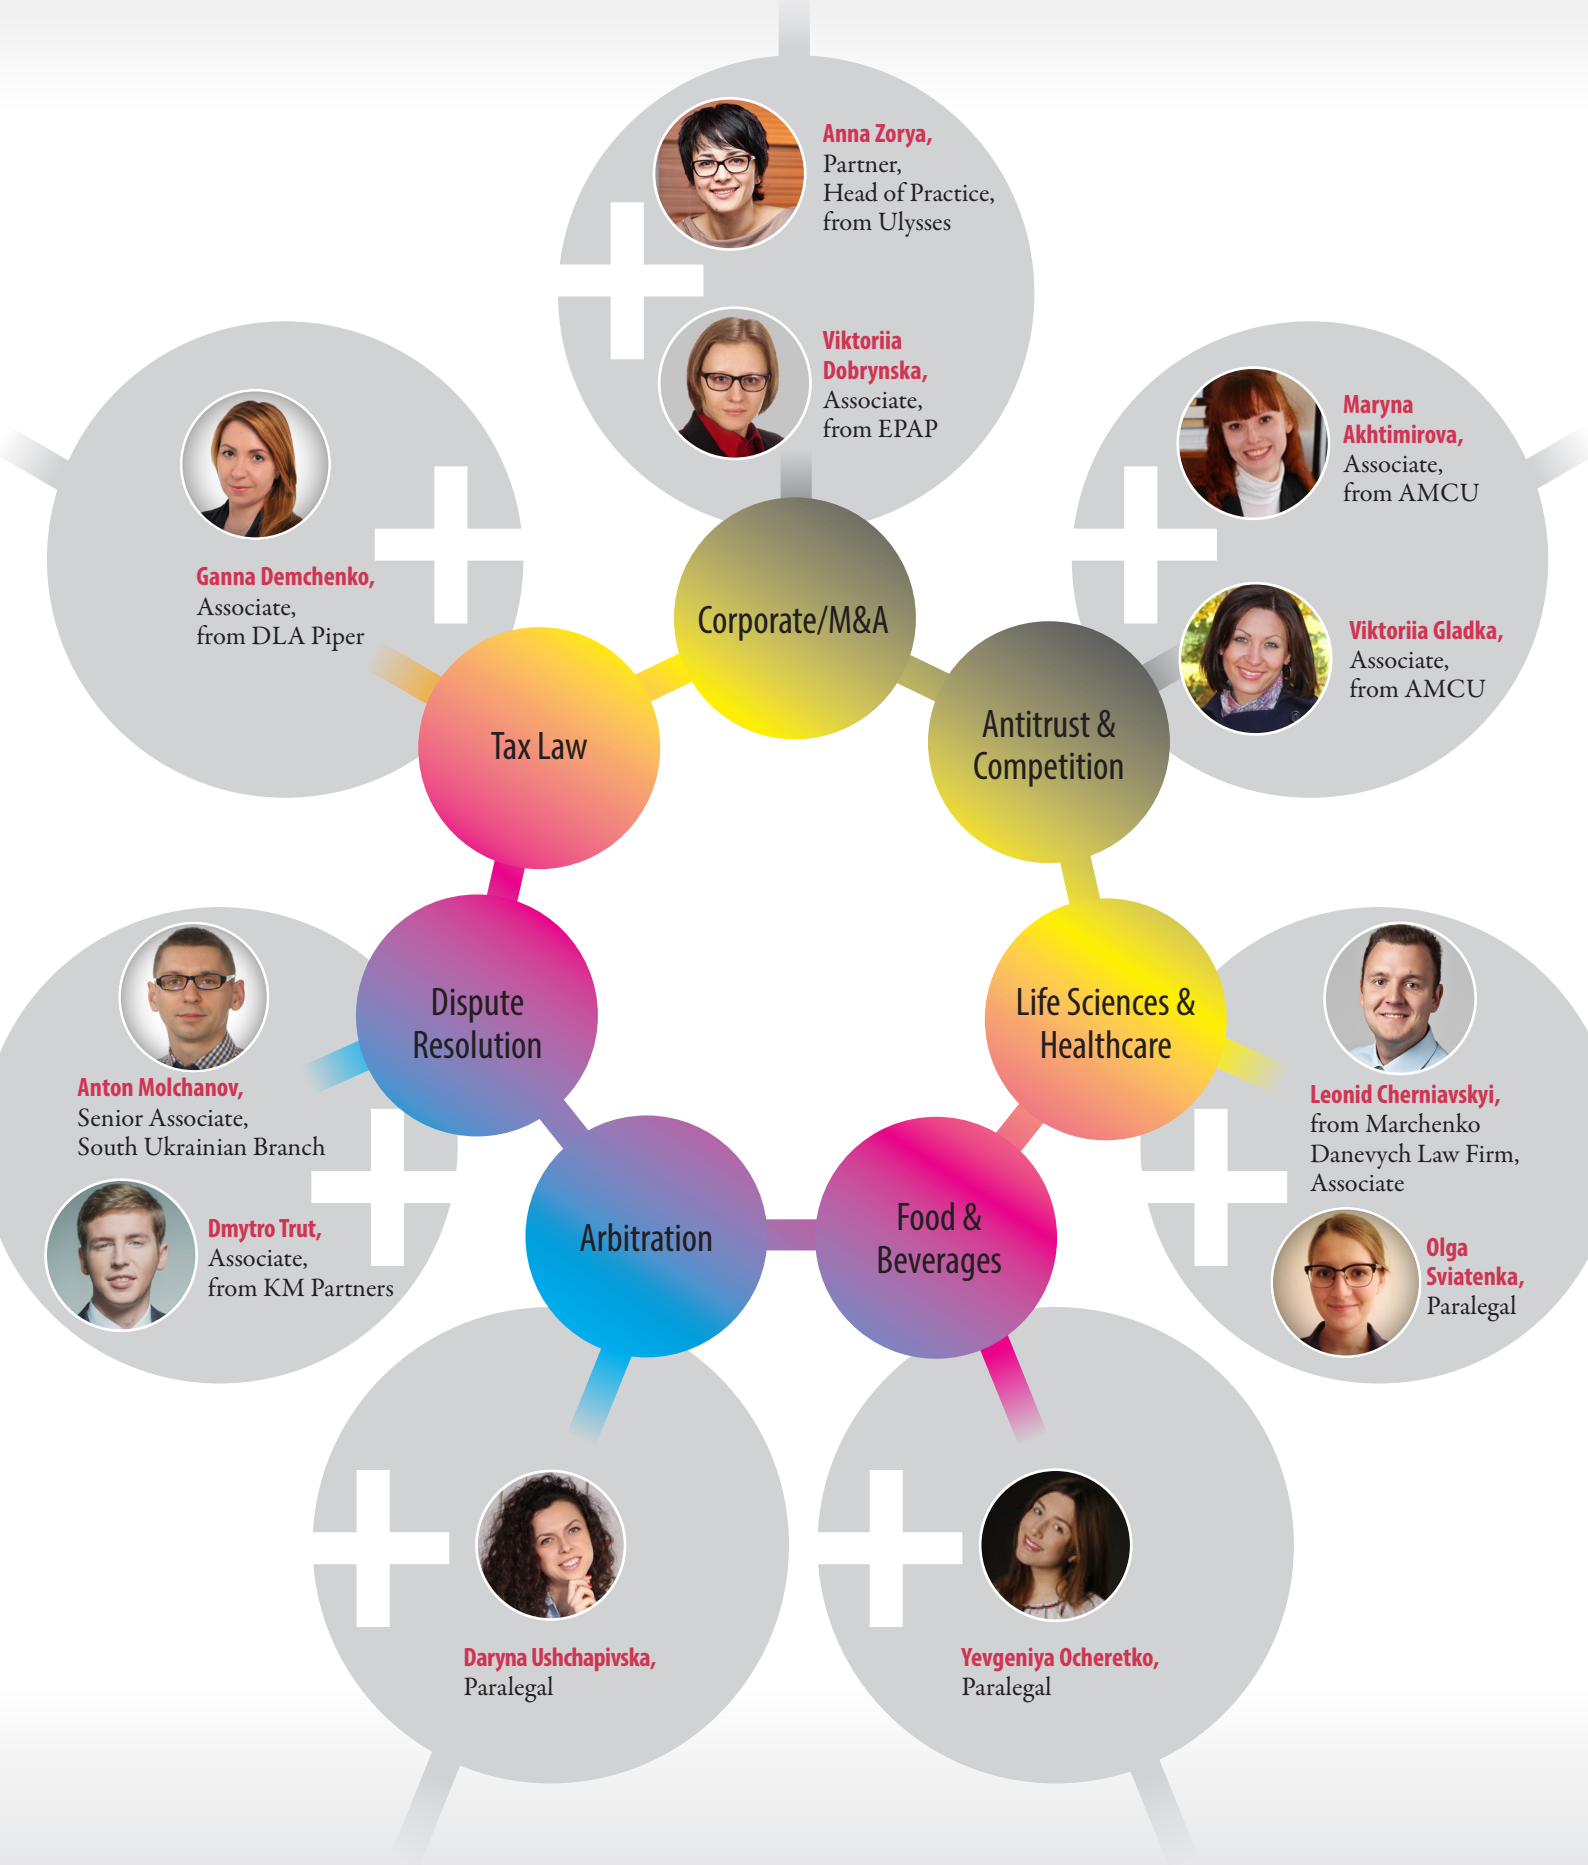 Anna Zorya,
Partner,
Head of Practice,
from Ulysses
Viktoriia
Dobrynska,
Associate,
from EPAP
Maryna
Akhtimirova,
Associate,
from AMCU
Viktoriia Gladka,
Associate,
from AMCU
Ganna Demchenko,
Associate,
from DLA Piper
Corporate/M&A
Antitrust &
Competition
Tax Law
Dispute
Resolution
Life Sciences &
Healthcare
Anton Molchanov,
Senior Associate,
South Ukrainian Branch
Dmytro Trut,
Associate,
from KM Partners
Leonid Cherniavskyi,
from Marchenko
Danevych Law Firm,
Associate
Olga
Sviatenka,
Paralegal
Arbitration
Food &
Beverages
Daryna Ushchapivska,
Paralegal
Yevgeniya Ocheretko,
Paralegal